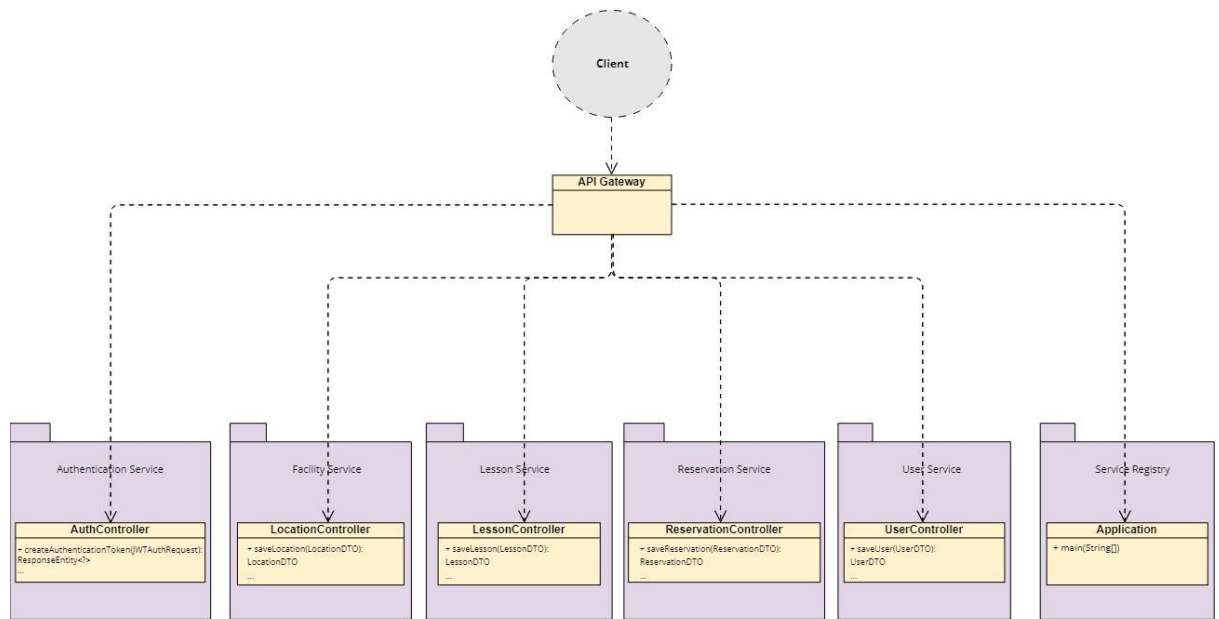 Client
API Gateway
Authentication Service
Facility Service
Lesson Service
Reservation Service
User Service
Service Registry
AuthController
+ createAuthenticationToken(JWTAuthRequest):
ResponseEntity<?>
...
LocationController
+ saveLocation(LocationDTO):
LocationDTO
...
LessonController
+ saveLesson(LessonDTO):
LessonDTO
...
ReservationController
+ saveReservation(ReservationDTO):
ReservationDTO
...
UserController
+ saveUser(UserDTO):
UserDTO
...
Application
+ main(String[])